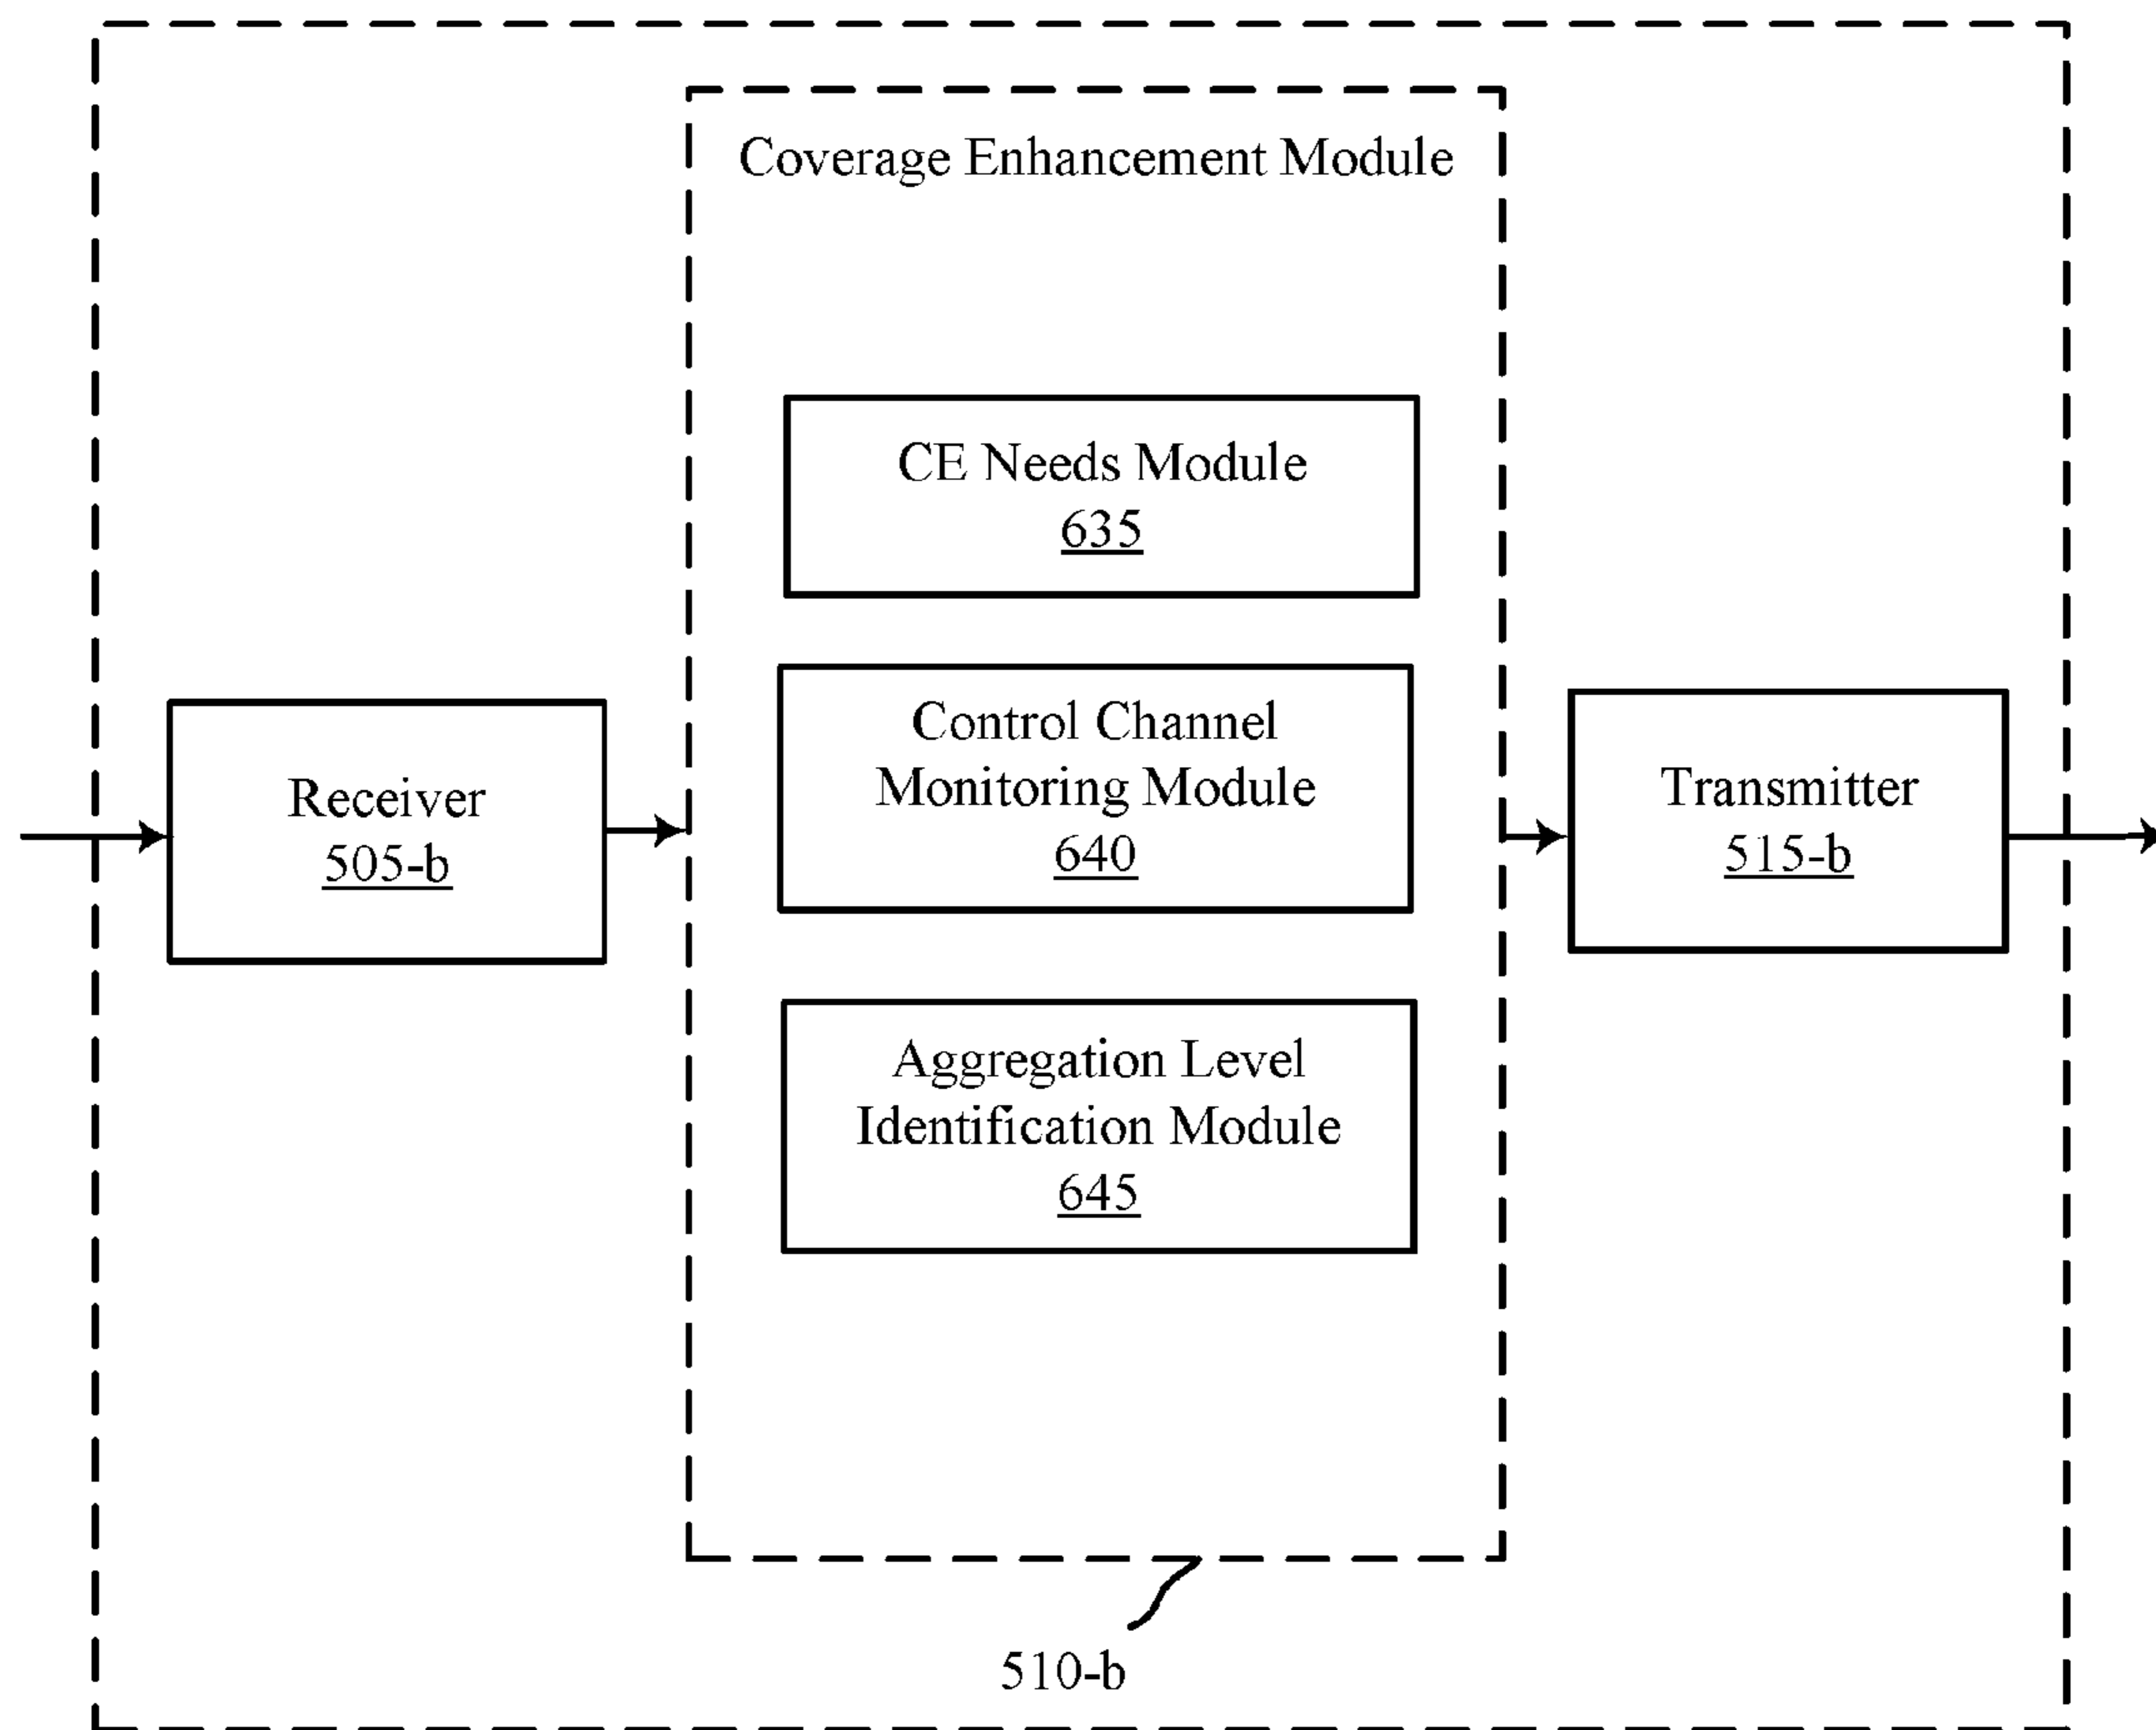 Coverage Enhancement Module
CE Needs Module
635
Control Channel
Monitoring Module
640
Aggregation Level
Identification Module
645
Receiver
505-b
Transmitter
515-b
510-b